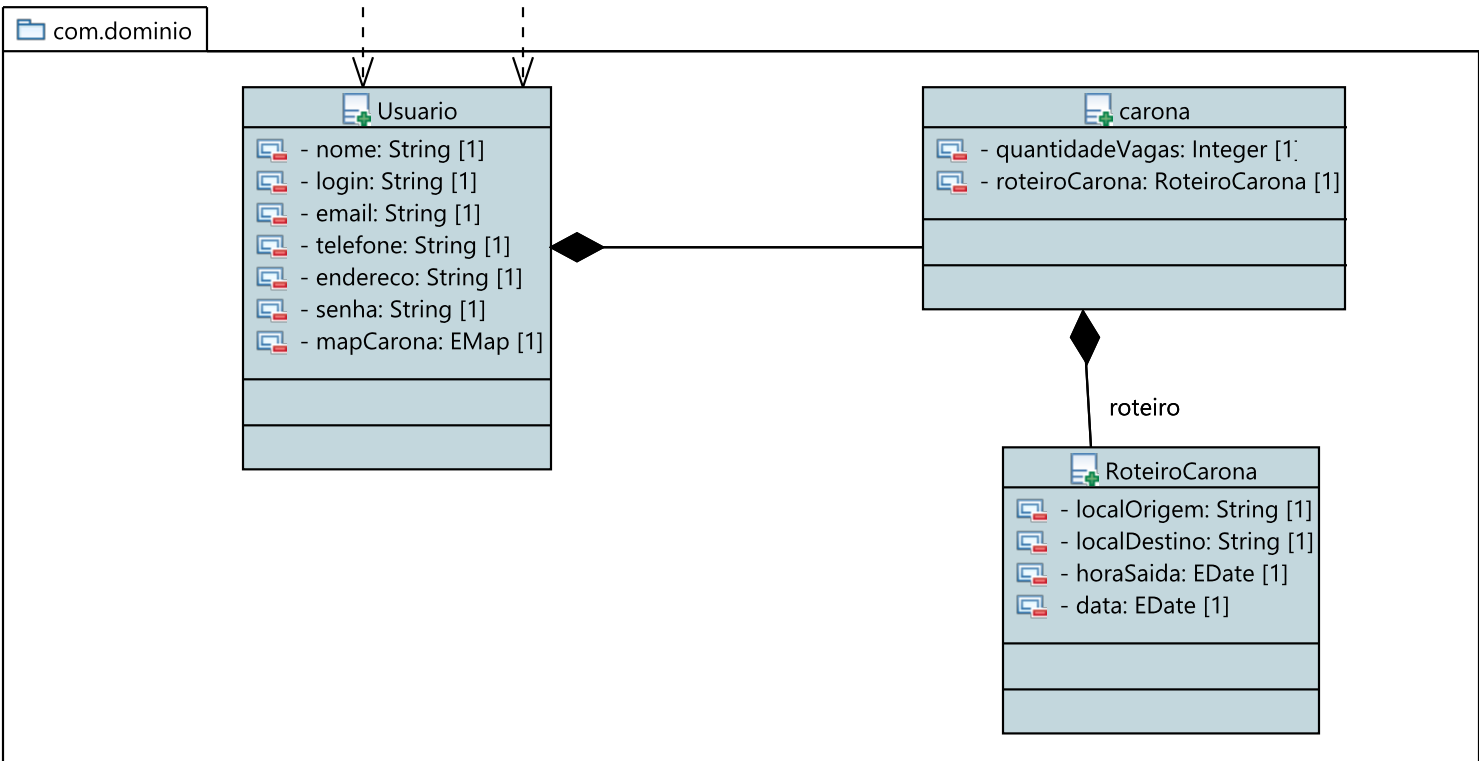 com.dominio
Usuario
- nome: String [1]
- login: String [1]
- email: String [1]
- telefone: String [1]
- endereco: String [1]
- senha: String [1]
- mapCarona: EMap [1]
carona
- quantidadeVagas: Integer [1]
- roteiroCarona: RoteiroCarona [1]
roteiro
RoteiroCarona
- localOrigem: String [1]
- localDestino: String [1]
- horaSaida: EDate [1]
- data: EDate [1]